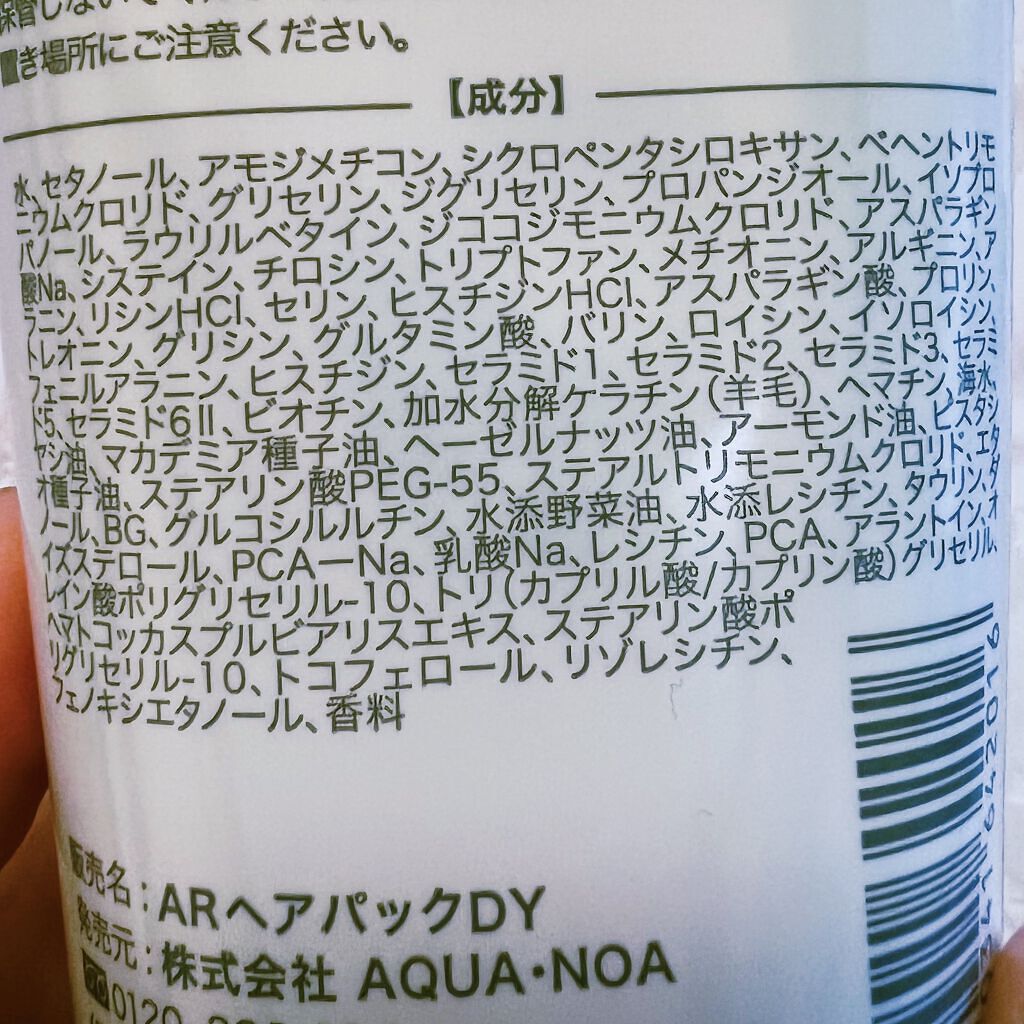 き場所にご注意ください。
【成分】
水、セタノール、アモジメチコン、シクロペンタシロキサン、ベヘントリモ
ニウムクロリド、グリセリン、ジグリセリン、プロパンジオール、イソプロ
パノール、ラウリルベタイン、ジココジモニウムクロリド、アスパラギン
酸Na、システイン、チロシン、トリプトファン、メチオニン、アルギニン、ア
ラニン、リシンHCl、セリン、ヒスチジンHCl、アスパラギン酸、プロリン、
トレオニン、グリシン、グルタミン酸、バリン、ロイシン、イソロイシン、
フェニルアラニン、ヒスチジン、セラミド1、セラミド2、セラミド3、セラミ
ド5、セラミド6Ⅱ、ビオチン、加水分解ケラチン(羊毛)、ヘマチン、海水、
ヤシ油、マカデミア種子油、ヘーゼルナッツ油、アーモンド油、ピスタシ
オ種子油、ステアリン酸PEG-55、ステアルトリモニウムクロリド、エタ
ノール、BG、グルコシルルチン、水添野菜油、水添レシチン、タウリン、ダ
イズステロール、PCAーNa、乳酸Na、レシチン、PCA、アラントイン、オ
レイン酸ポリグリセリル-10、トリ(カプリル酸/カプリン酸)グリセリル、
ヘマトコッカスプルビアリスエキス、ステアリン酸ポ
リグリセリル-10、トコフェロール、リゾレシチン、
フェノキシエタノール、香料
販売名：ARヘアパックDY
発売元：株式会社 AQUA・NOA
0120